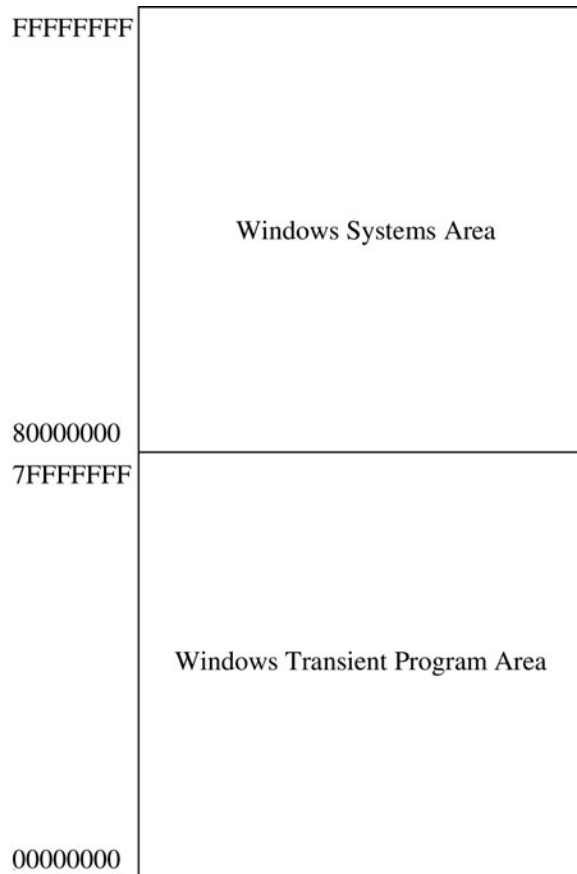 FFFFFFFF
Windows Systems Area
80000000
7FFFFFFF
Windows Transient Program Area
00000000